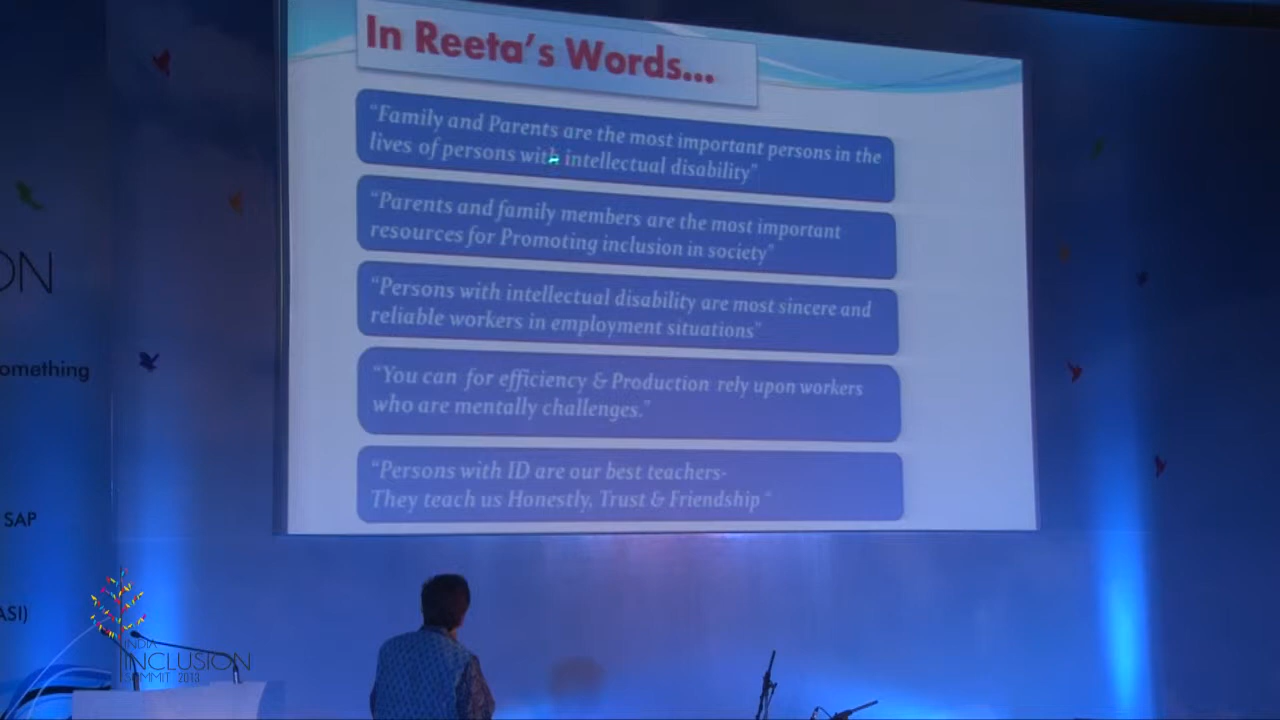 In Reeta's Words...
"Family and Parents are the most important persons in the
lives of persons with intellectual disability"
"Parents and family members are the most important
resources for Promoting inclusion in society"
"Persons with intellectual disability are most sincere and
reliable workers in employment situations"
"You can for efficiency & Production rely upon workers
who are mentally challenges."
"Persons with ID are our best teachers-
They teach us Honestly, Trust & Friendship "
ON
omething
SAP
ASI)
INDIA
INCLUSION
SUMMIT 2013